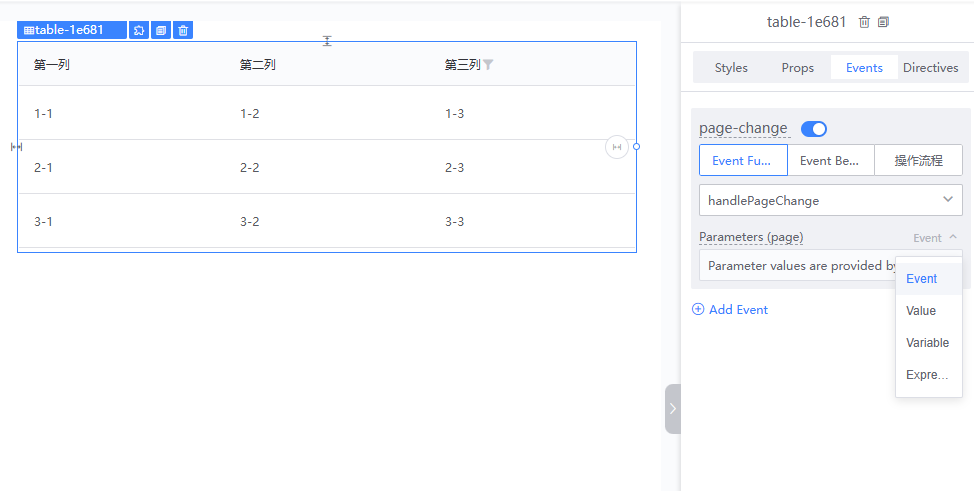 table-1e681
第一列 第二列 第三列
1-1 1-2 1-3
2-1 2-2 2-3
3-1 3-2 3-3
table-1e681
Styles Props Events Directives
page-change
Event Fu... Event Be... 操作流程
handlePageChange
Parameters (page) Event
Parameter values are provided by
Event
Value
Variable
Expre...
Add Event